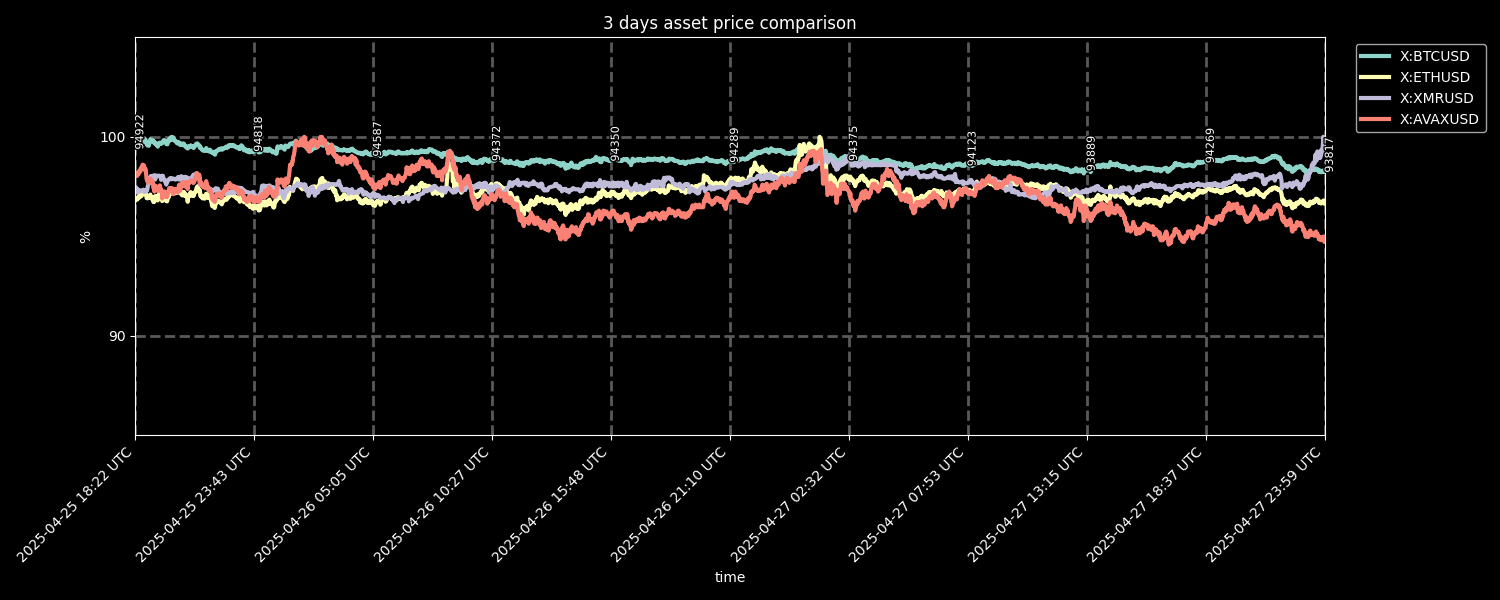 3 days asset price comparison
X:BTCUSD
X:ETHUSD
X:XMRUSD
X:AVAXUSD
%
100
90
94922
94818
94587
94372
94350
94289
94375
94123
93889
94269
93817
2025-04-25 18:22 UTC
2025-04-25 23:43 UTC
2025-04-26 05:05 UTC
2025-04-26 10:27 UTC
2025-04-26 15:48 UTC
2025-04-26 21:10 UTC
2025-04-27 02:32 UTC
2025-04-27 07:53 UTC
2025-04-27 13:15 UTC
2025-04-27 18:37 UTC
2025-04-27 23:59 UTC
time